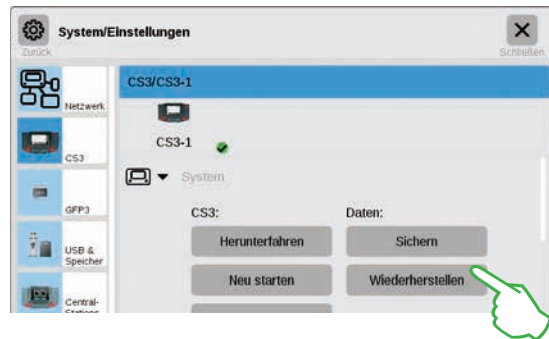 System/Einstellungen
Zurück
Schließen
Netzwerk
CS3
GFP3
USB &
Speicher
Central-
Stations
CS3/CS3-1
CS3-1
System
CS3:
Daten:
Herunterfahren
Sichern
Neu starten
Wiederherstellen